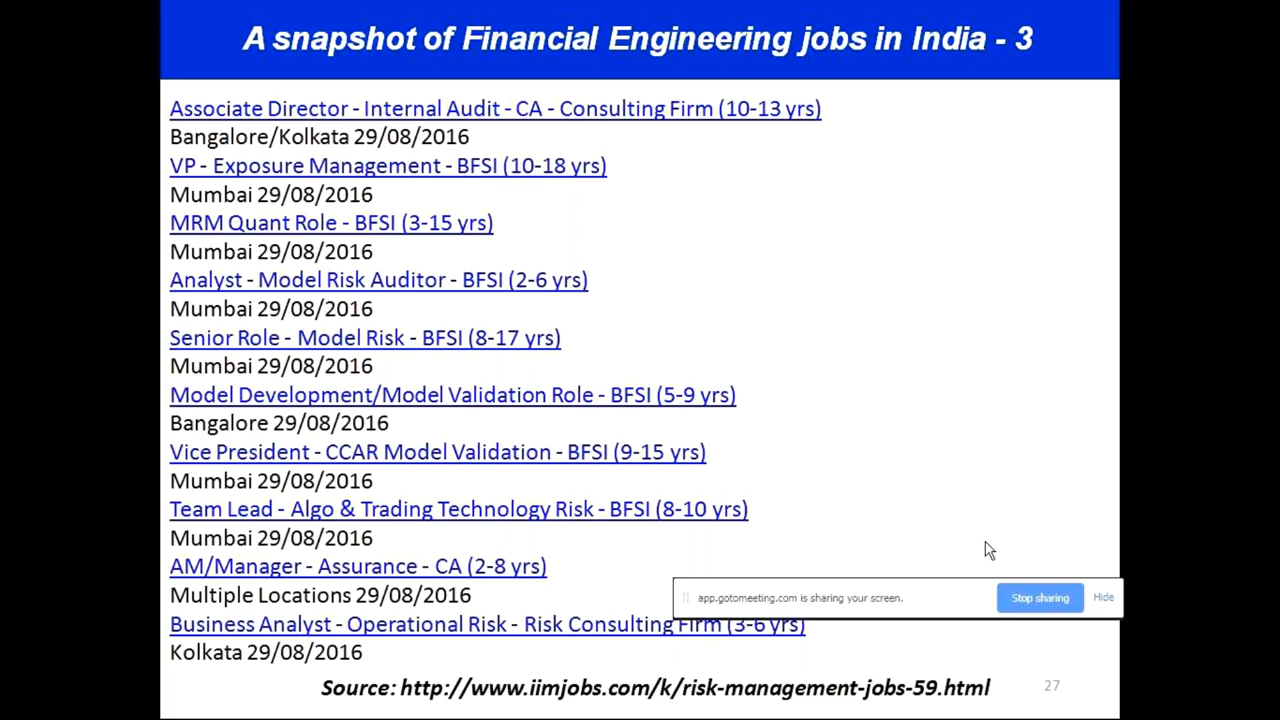 A snapshot of Financial Engineering jobs in India - 3
Associate Director - Internal Audit - CA - Consulting Firm (10-13 yrs)
Bangalore/Kolkata 29/08/2016
VP - Exposure Management - BFSI (10-18 yrs)
Mumbai 29/08/2016
MRM Quant Role - BFSI (3-15 yrs)
Mumbai 29/08/2016
Analyst - Model Risk Auditor - BFSI (2-6 yrs)
Mumbai 29/08/2016
Senior Role - Model Risk - BFSI (8-17 yrs)
Mumbai 29/08/2016
Model Development/Model Validation Role - BFSI (5-9 yrs)
Bangalore 29/08/2016
Vice President - CCAR Model Validation - BFSI (9-15 yrs)
Mumbai 29/08/2016
Team Lead - Algo & Trading Technology Risk - BFSI (8-10 yrs)
Mumbai 29/08/2016
AM/Manager - Assurance - CA (2-8 yrs)
Multiple Locations 29/08/2016
app.gotomeeting.com is sharing your screen. Stop sharing Hide
Business Analyst - Operational Risk - Risk Consulting Firm (3-6 yrs)
Kolkata 29/08/2016
Source: http://www.iimjobs.com/k/risk-management-jobs-59.html
27